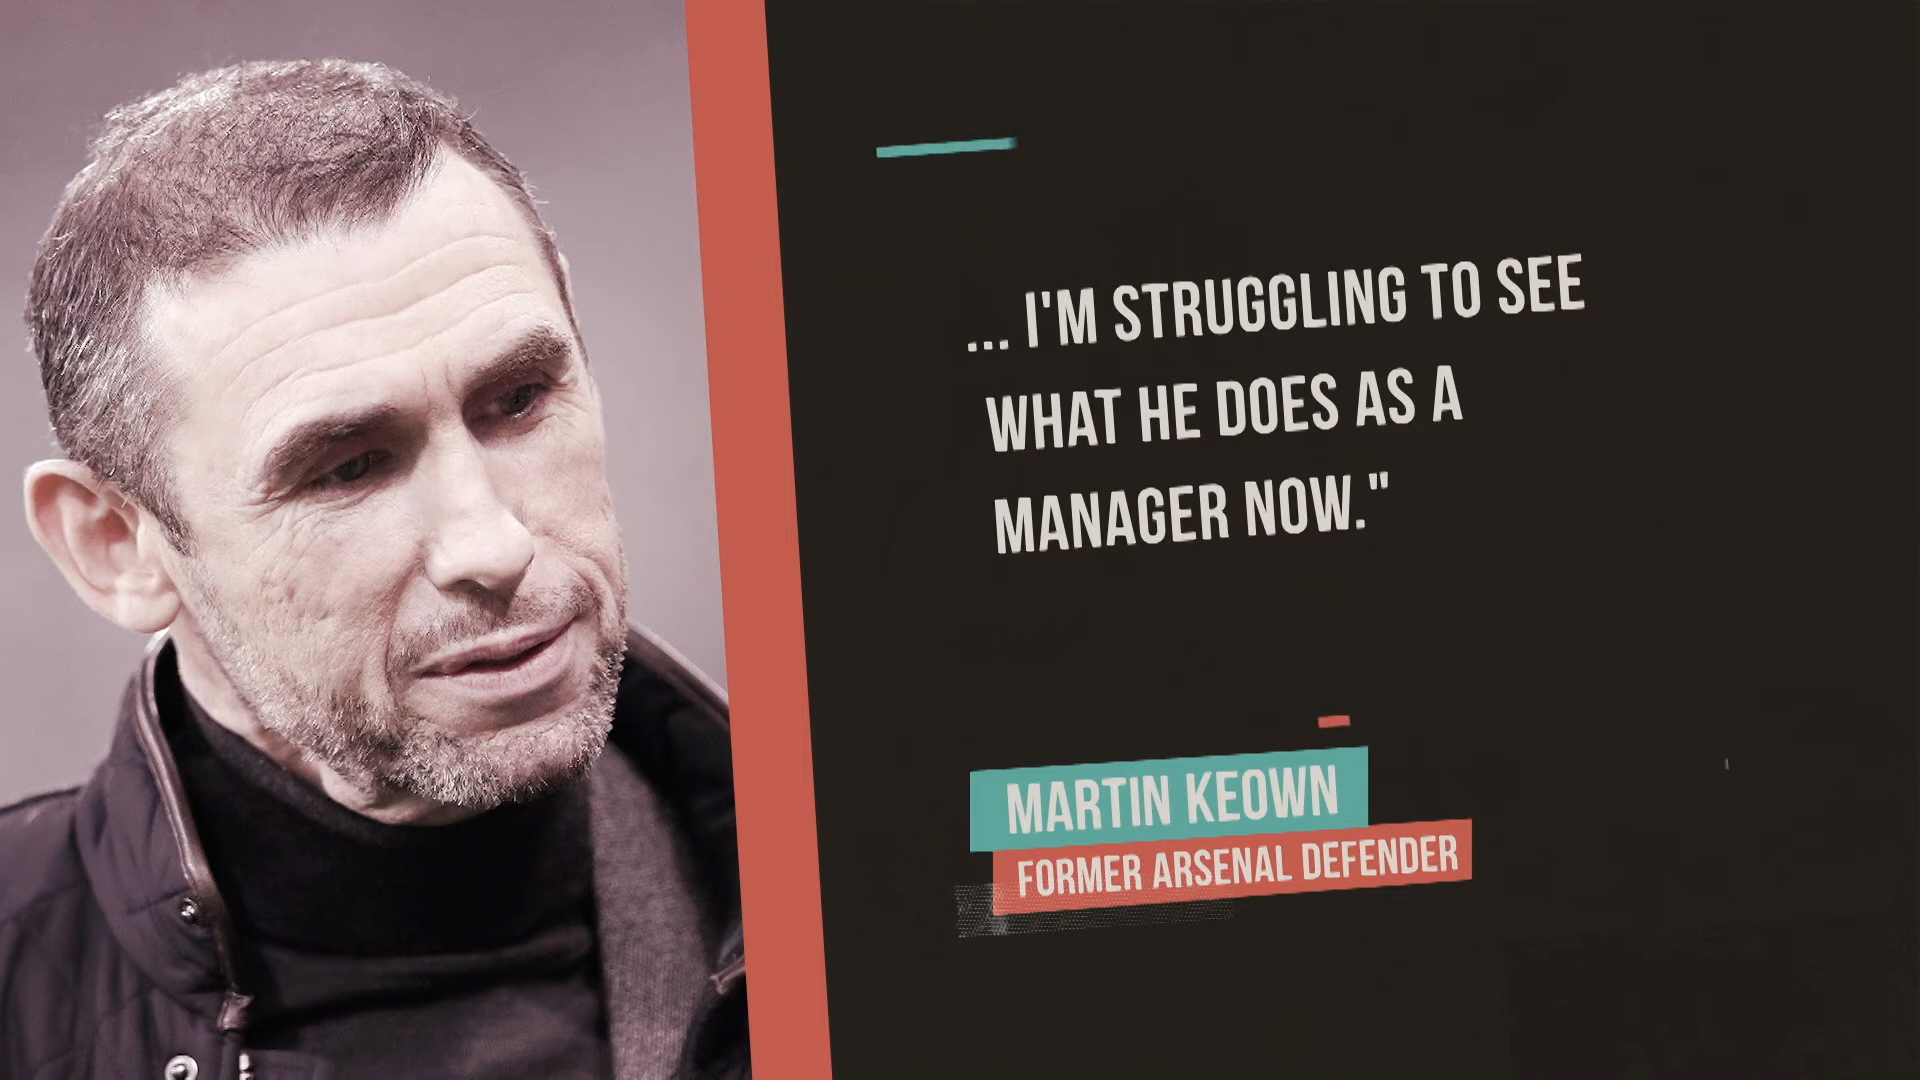 ... I'M STRUGGLING TO SEE
WHAT HE DOES AS A
MANAGER NOW."
MARTIN KEOWN
FORMER ARSENAL DEFENDER